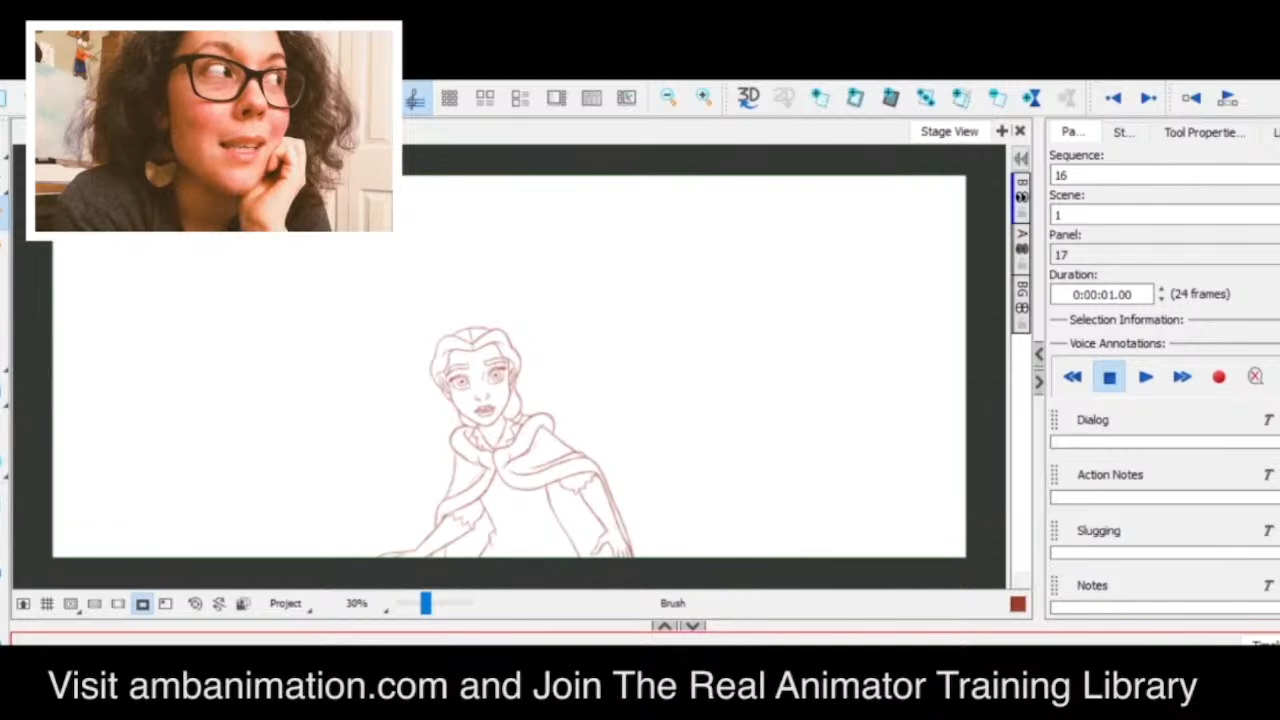 3D
Stage View
Pa...
St...
Tool Propertie...
Sequence:
16
Scene:
1
Panel:
17
Duration:
0:00:01.00
(24 frames)
Selection Information:
Voice Annotations:
Dialog
Action Notes
Slugging
Notes
B
A
BG
Project
30%
Brush
Visit ambanimation.com and Join The Real Animator Training Library